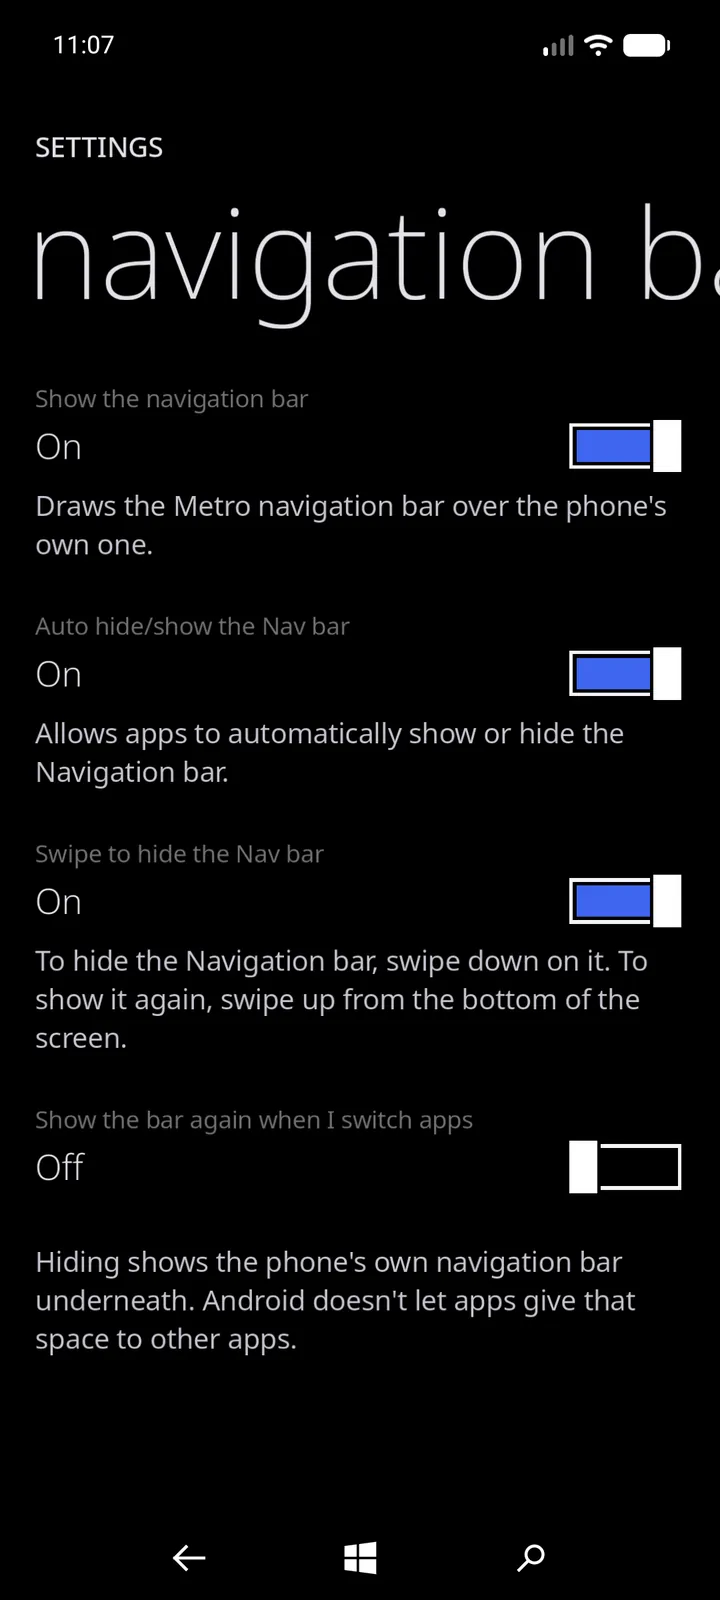 11:07
SETTINGS
navigation ba
Show the navigation bar
On
Draws the Metro navigation bar over the phone's
own one.
Auto hide/show the Nav bar
On
Allows apps to automatically show or hide the
Navigation bar.
Swipe to hide the Nav bar
On
To hide the Navigation bar, swipe down on it. To
show it again, swipe up from the bottom of the
screen.
Show the bar again when I switch apps
Off
Hiding shows the phone's own navigation bar
underneath. Android doesn't let apps give that
space to other apps.